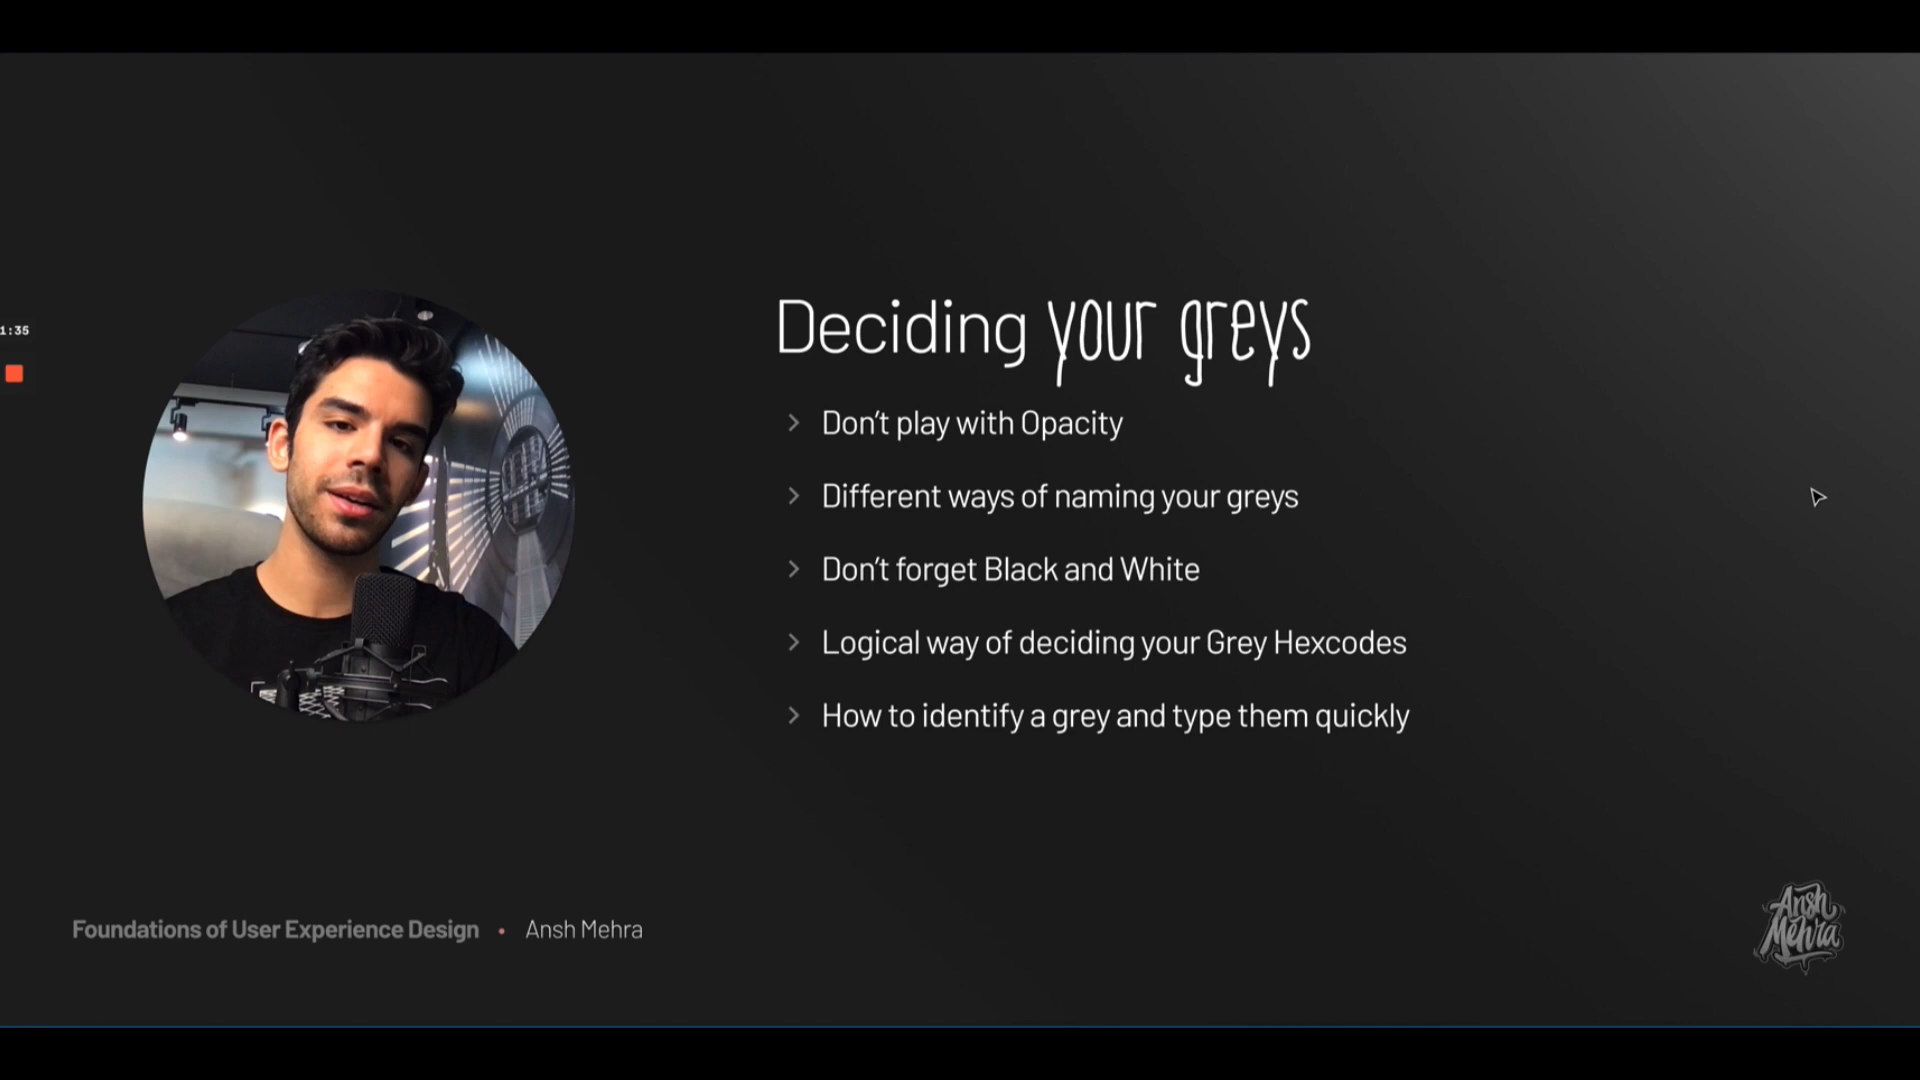 1:35
Deciding your greys
Don't play with Opacity
Different ways of naming your greys
Don't forget Black and White
Logical way of deciding your Grey Hexcodes
How to identify a grey and type them quickly
Foundations of User Experience Design • Ansh Mehra
Ansh
Mehra